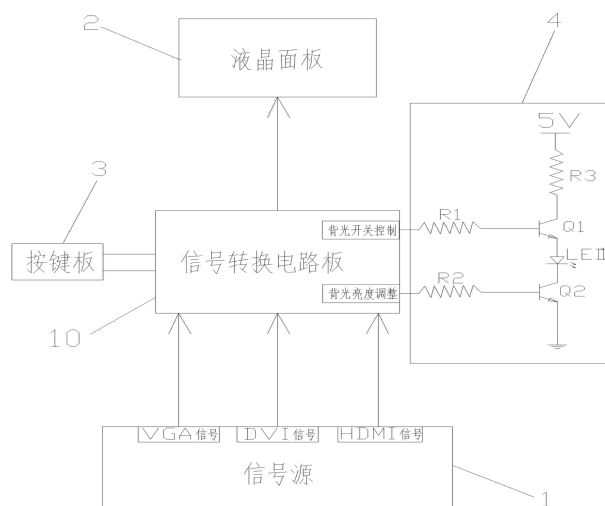 2
液晶面板
4
5V
R3
3
按键板
信号转换电路板
背光开关控制
R1
Q1
LED
背光亮度调整
R2
Q2
10
VGA信号
DVI信号
HDMI信号
信号源
1